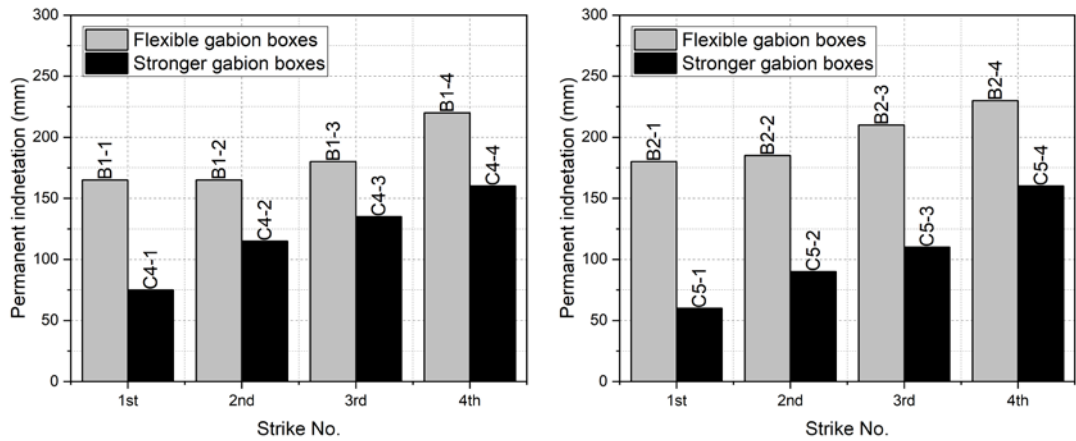 300
250
200
150
100
50
0
Permanent indnetation (mm)
Flexible gabion boxes
Stronger gabion boxes
B1-1
C4-1
B1-2
C4-2
B1-3
C4-3
B1-4
C4-4
1st 2nd 3rd 4th
Strike No.
300
250
200
150
100
50
0
Permanent indnetation (mm)
Flexible gabion boxes
Stronger gabion boxes
B2-1
C5-1
B2-2
C5-2
B2-3
C5-3
B2-4
C5-4
1st 2nd 3rd 4th
Strike No.